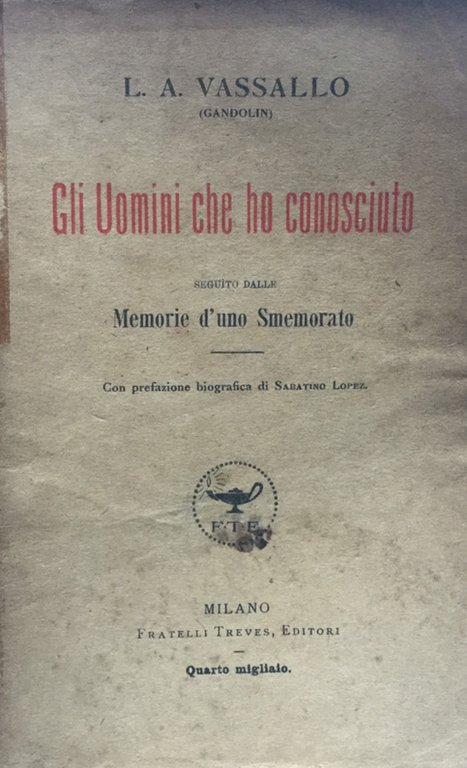 L. A. VASSALLO
(GANDOLIN)
Gli Uomini che ho conosciuto
SEGUÌTO DALLE
Memorie d'uno Smemorato
Con prefazione biografica di SABATINO LOPEZ.
F.T.E.
MILANO
FRATELLI TREVES, EDITORI
Quarto migliaio.